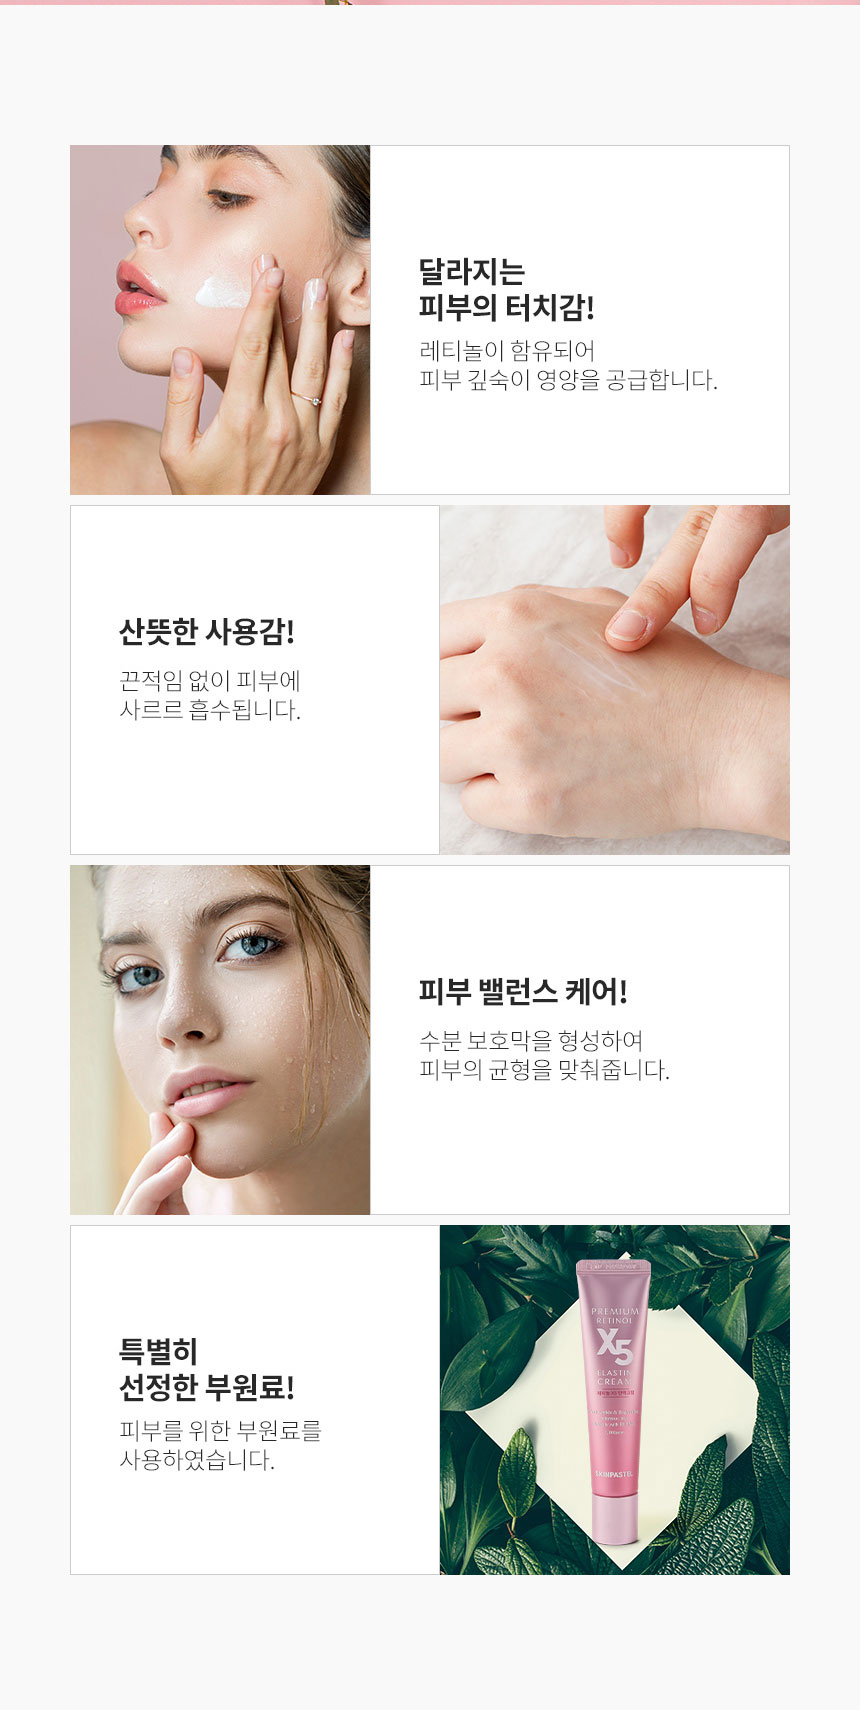 달라지는
피부의 터치감!
레티놀이 함유되어
피부 깊숙이 영양을 공급합니다.
산뜻한 사용감!
끈적임 없이 피부에
사르르 흡수됩니다.
피부 밸런스 케어!
수분 보호막을 형성하여
피부의 균형을 맞춰줍니다.
특별히
선정한 부원료!
피부를 위한 부원료를
사용하였습니다.
PREMIUM
RETINOL
X5
ELASTIN
CREAM
SKINPASTEL